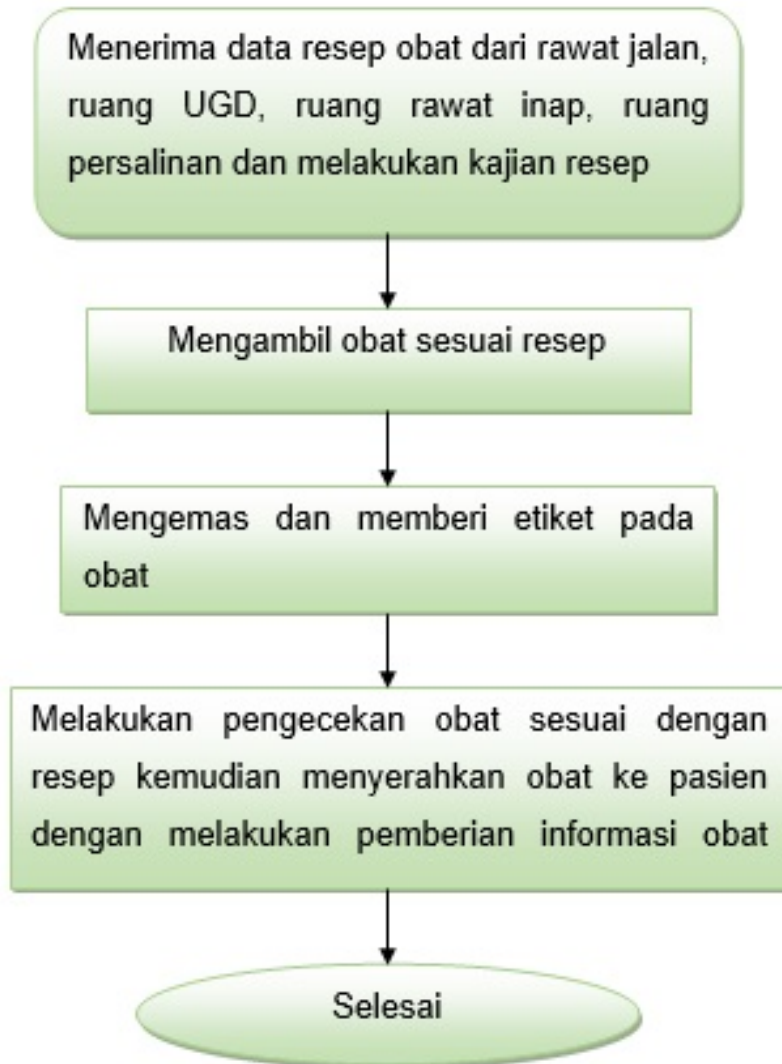 Menerima data resep obat dari rawat jalan,
ruang UGD, ruang rawat inap, ruang
persalinan dan melakukan kajian resep
Mengambil obat sesuai resep
Mengemas dan memberi etiket pada
obat
Melakukan pengecekan obat sesuai dengan
resep kemudian menyerahkan obat ke pasien
dengan melakukan pemberian informasi obat
Selesai